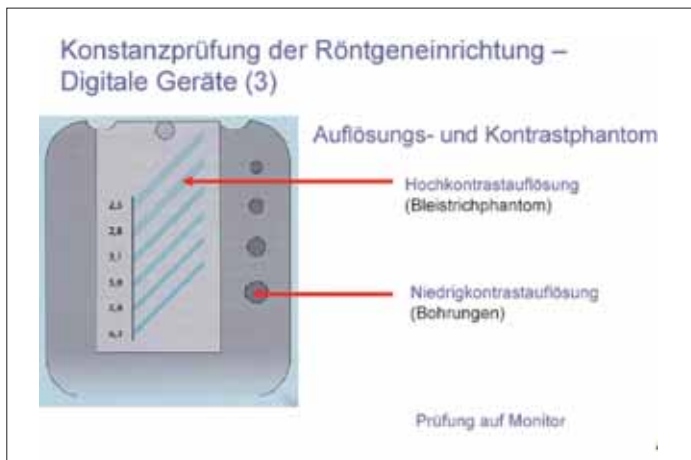 Konstanzprüfung der Röntgeneinrichtung –
Digitale Geräte (3)
Auflösungs- und Kontrastphantom
Hochkontrastauflösung
(Bleistrichphantom)
2,5
2,8
3,1
Niedrigkontrastauflösung
(Bohrungen)
Prüfung auf Monitor